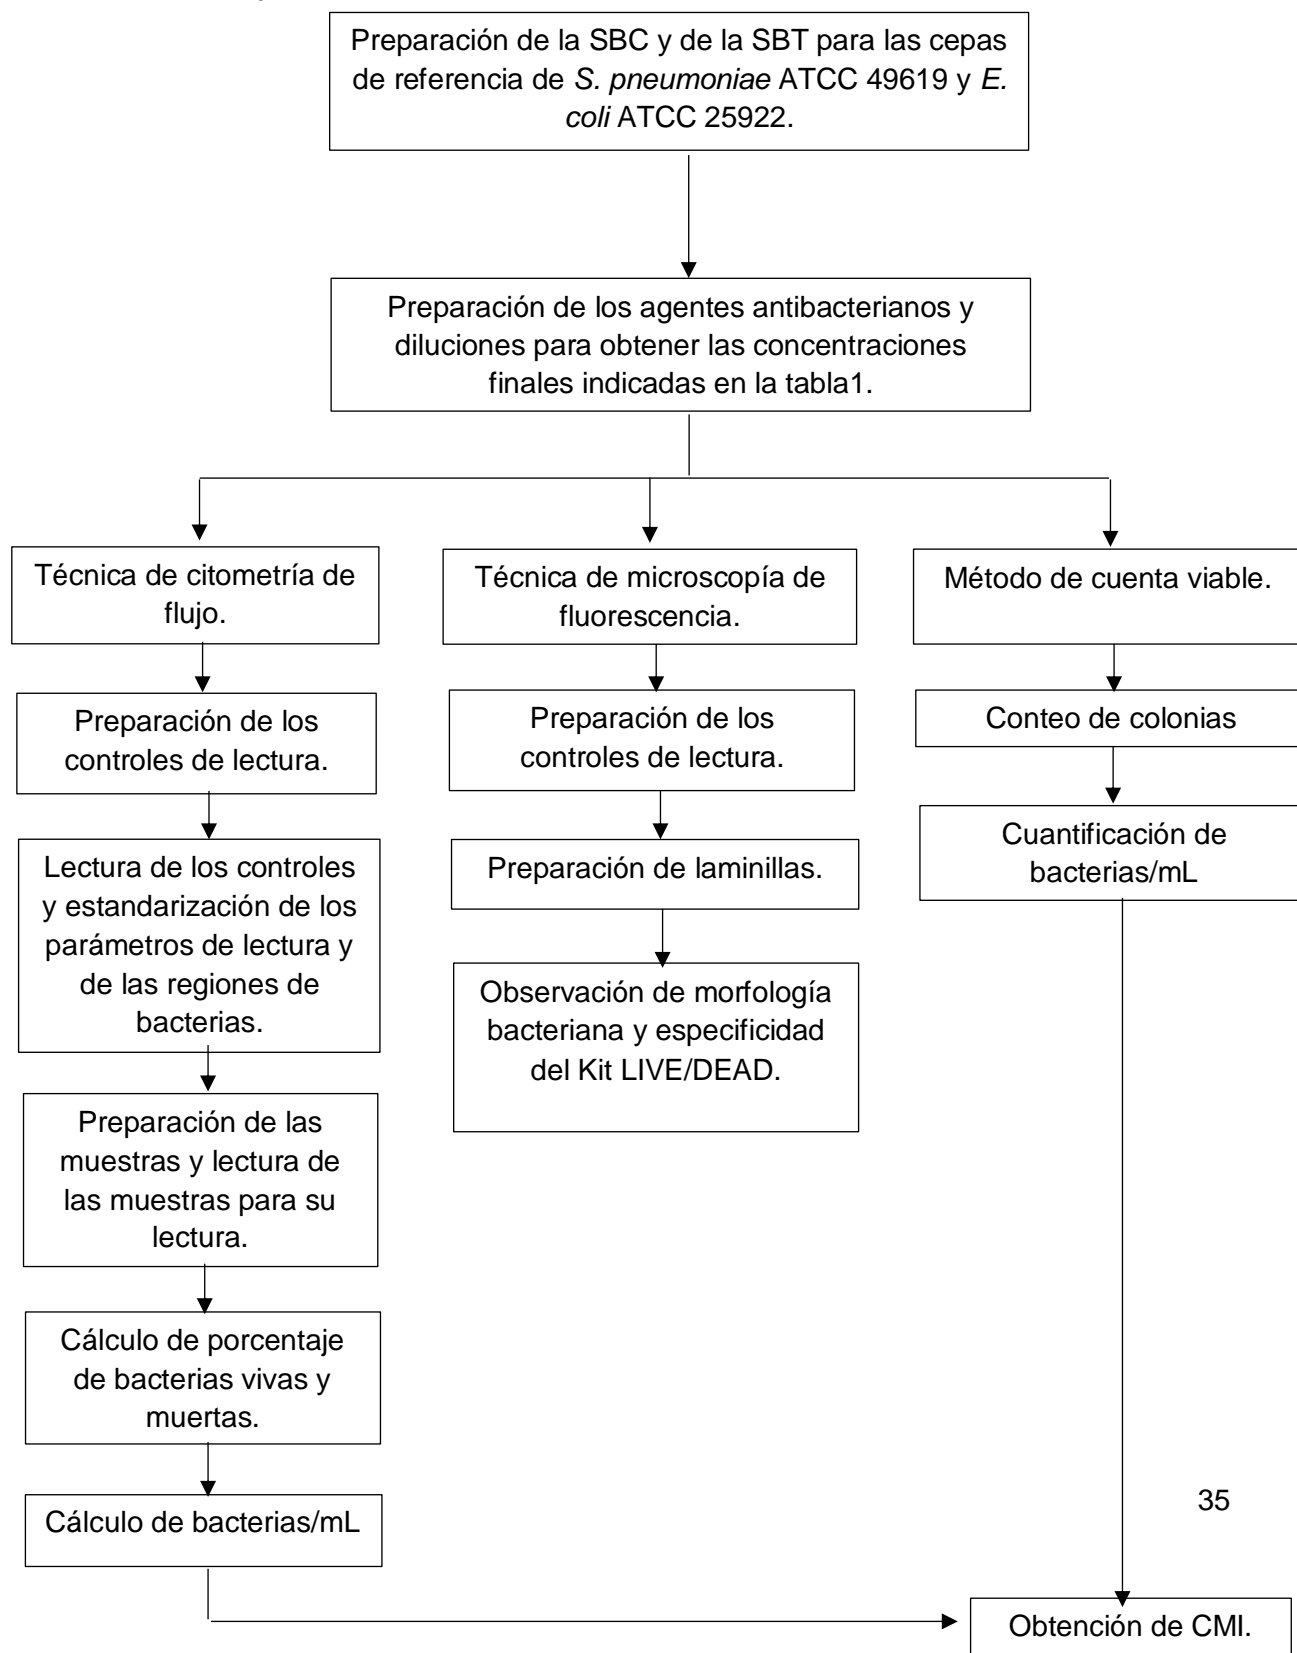 Preparación de la SBC y de la SBT para las cepas
de referencia de S. pneumoniae ATCC 49619 y E.
coli ATCC 25922.
Preparación de los agentes antibacterianos y
diluciones para obtener las concentraciones
finales indicadas en la tabla1.
Técnica de citometría de
flujo.
Preparación de los
controles de lectura.
Lectura de los controles
y estandarización de los
parámetros de lectura y
de las regiones de
bacterias.
Preparación de las
muestras y lectura de
las muestras para su
lectura.
Cálculo de porcentaje
de bacterias vivas y
muertas.
Cálculo de bacterias/mL
Técnica de microscopía de
fluorescencia.
Preparación de los
controles de lectura.
Preparación de laminillas.
Observación de morfología
bacteriana y especificidad
del Kit LIVE/DEAD.
Método de cuenta viable.
Conteo de colonias
Cuantificación de
bacterias/mL
35
Obtención de CMI.